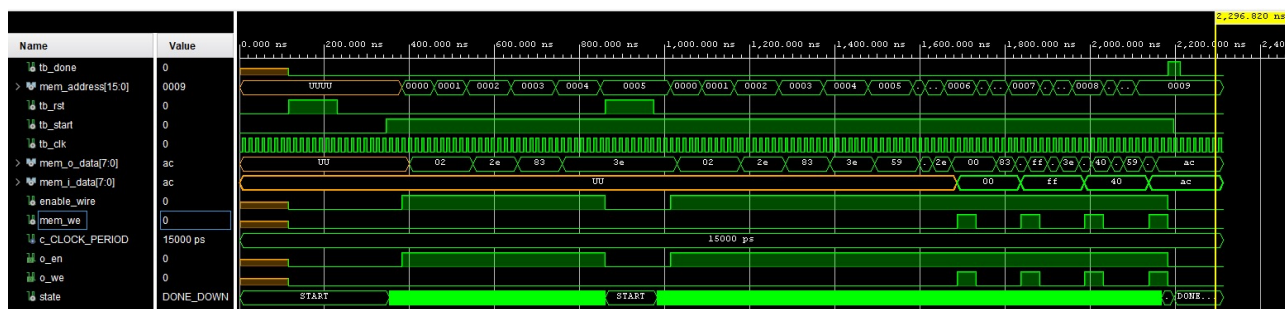 2,296.820 ns
Name Value 0.000 ns 200.000 ns 400.000 ns 600.000 ns 800.000 ns 1,000.000 ns 1,200.000 ns 1,400.000 ns 1,600.000 ns 1,800.000 ns 2,000.000 ns 2,200.000 ns 2,40
tb_done 0
mem_address[15:0] 0009 UUUU 0000 0001 0002 0003 0004 0005 0000 0001 0002 0003 0004 0005 . .. 0006 . .. 0007 . .. 0008 . .. 0009
tb_rst 0
tb_start 0
tb_clk 0
mem_o_data[7:0] ac UU 02 2e 83 3e 02 2e 83 3e 59 . 2e 00 83 . ff . 3e . 40 . 59 . ac
mem_i_data[7:0] ac UU 00 ff 40 ac
enable_wire 0
mem_we 0
c_CLOCK_PERIOD 15000 ps 15000 ps
o_en 0
o_we 0
state DONE_DOWN START START . DONE...